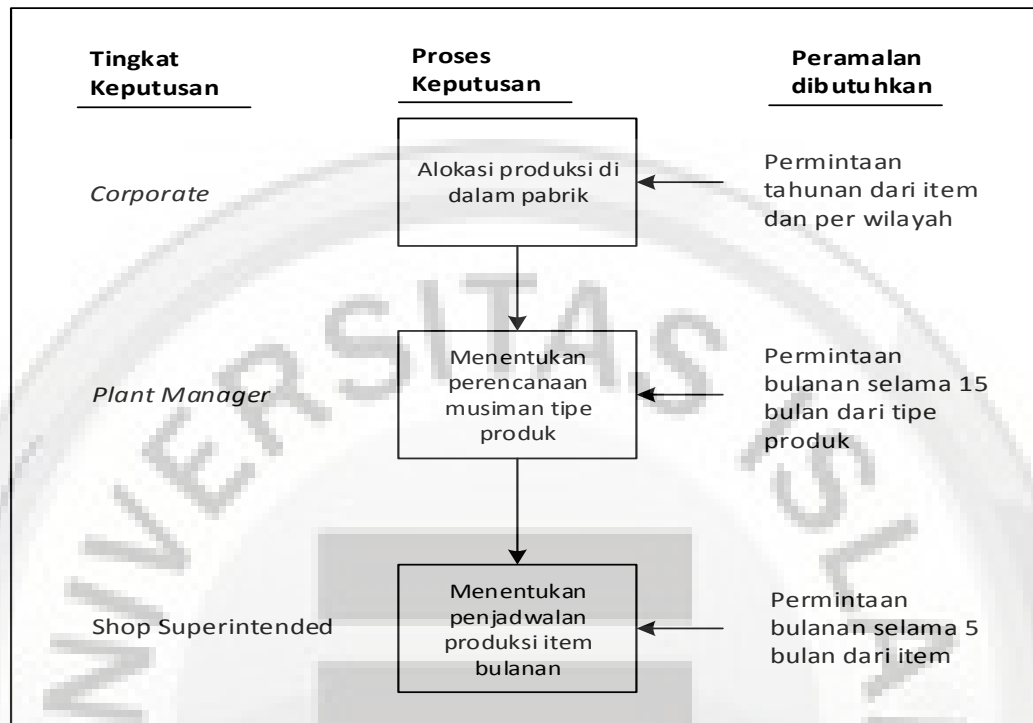 Tingkat
Keputusan
Proses
Keputusan
Peramalan
dibutuhkan
Corporate
Alokasi produksi di
dalam pabrik
Permintaan
tahunan dari item
dan per wilayah
Plant Manager
Menentukan
perencanaan
musiman tipe
produk
Permintaan
bulanan selama 15
bulan dari tipe
produk
Shop Superintended
Menentukan
penjadwalan
produksi item
bulanan
Permintaan
bulanan selama 5
bulan dari item
NIVERSITAS ISLA